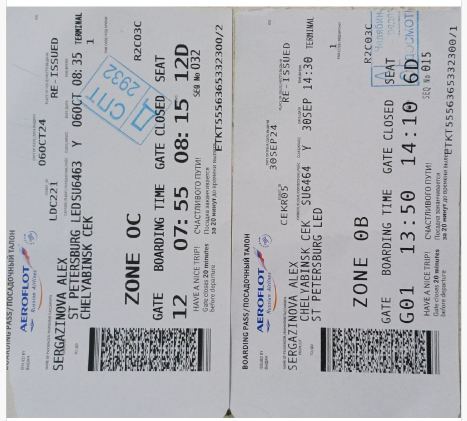 BOARDING PASS/ПОСАДОЧНЫЙ ТАЛОН
AEROFLOT
Russian Airlines
SERGAZINOVA ALEX
ST PETERSBURG LED SU6463 Y 06OCT 08:35 TERMINAL
CHELYABINSK CEK 1
LDC221
06OCT24
RE-ISSUED
R2C03C
ZONE 0C
GATE BOARDING TIME GATE CLOSED SEAT
12 07:55 08:15 12D
SEQ No 032
HAVE A NICE TRIP! СЧАСТЛИВОГО ПУТИ!
Gate closes 20 minutes before departure
Посадка заканчивается за 20 минут до времени вылета
ETKT5556365332300/2
СПТ
Д
2932
BOARDING PASS/ПОСАДОЧНЫЙ ТАЛОН
AEROFLOT
Russian Airlines
SERGAZINOVA ALEX
CHELYABINSK CEK SU6464 Y 30SEP 14:30 TERMINAL
ST PETERSBURG LED 1
CEKR05
30SEP24
RE-ISSUED
R2C03C
ZONE 0B
GATE BOARDING TIME GATE CLOSED SEAT
G01 13:50 14:10 6D
SEQ No 015
HAVE A NICE TRIP! СЧАСТЛИВОГО ПУТИ!
Gate closes 20 minutes before departure
Посадка заканчивается за 20 минут до времени вылета
ETKT5556365332300/1